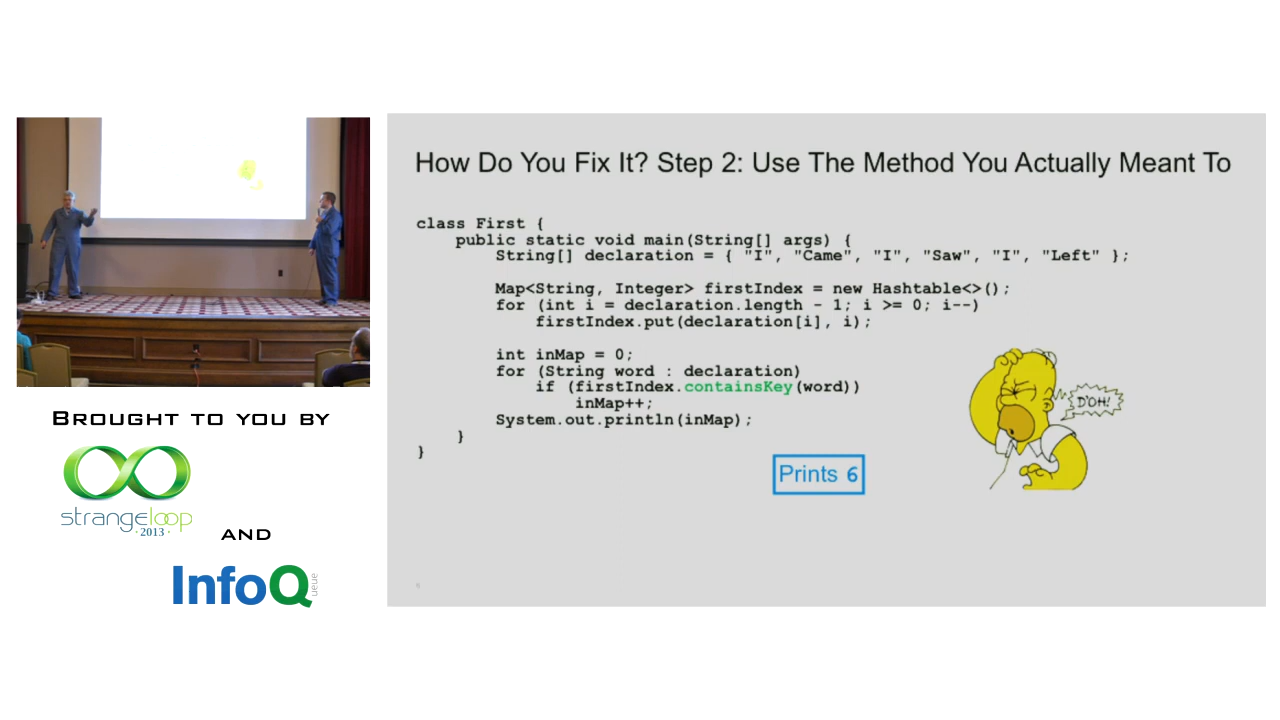 How Do You Fix It? Step 2: Use The Method You Actually Meant To
class First {
    public static void main(String[] args) {
        String[] declaration = { "I", "Came", "I", "Saw", "I", "Left" };
        Map<String, Integer> firstIndex = new Hashtable<>();
        for (int i = declaration.length - 1; i >= 0; i--)
            firstIndex.put(declaration[i], i);
        int inMap = 0;
        for (String word : declaration)
            if (firstIndex.containsKey(word))
                inMap++;
        System.out.println(inMap);
    }
}
D'OH!
Prints 6
BROUGHT TO YOU BY
strangeloop
· 2013 ·
AND
InfoQ
ueue